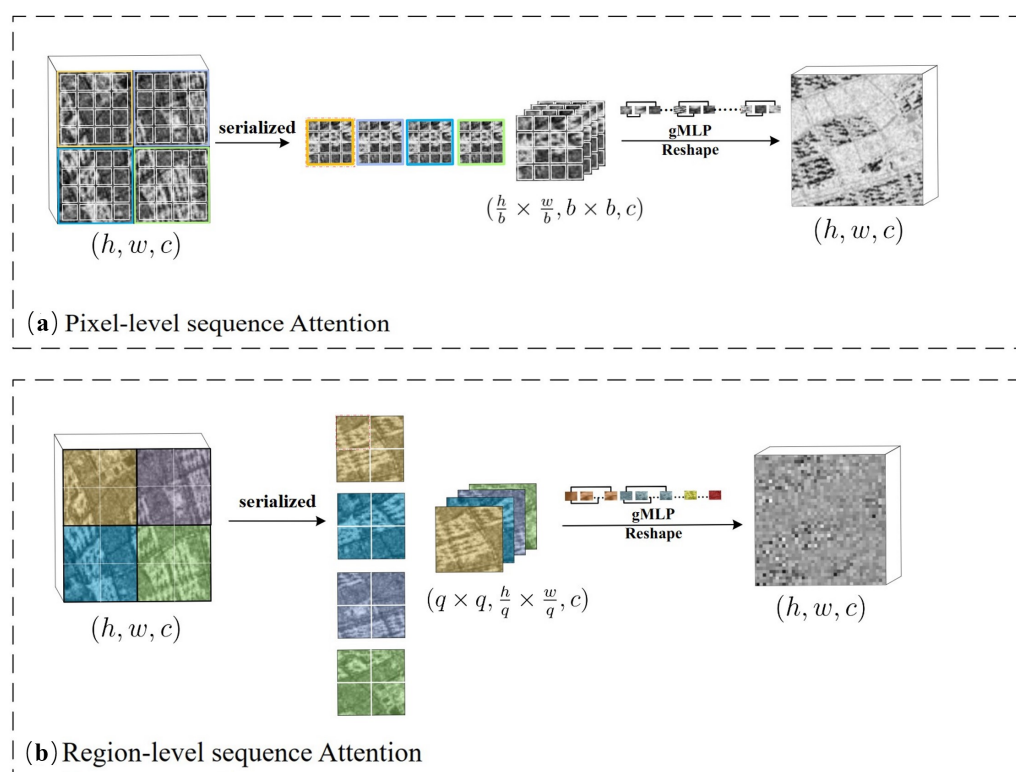 serialized
gMLP
Reshape
(h/b × w/b, b × b, c)
(h, w, c)
(h, w, c)
(a) Pixel-level sequence Attention
serialized
gMLP
Reshape
(q × q, h/q × w/q, c)
(h, w, c)
(h, w, c)
(b) Region-level sequence Attention